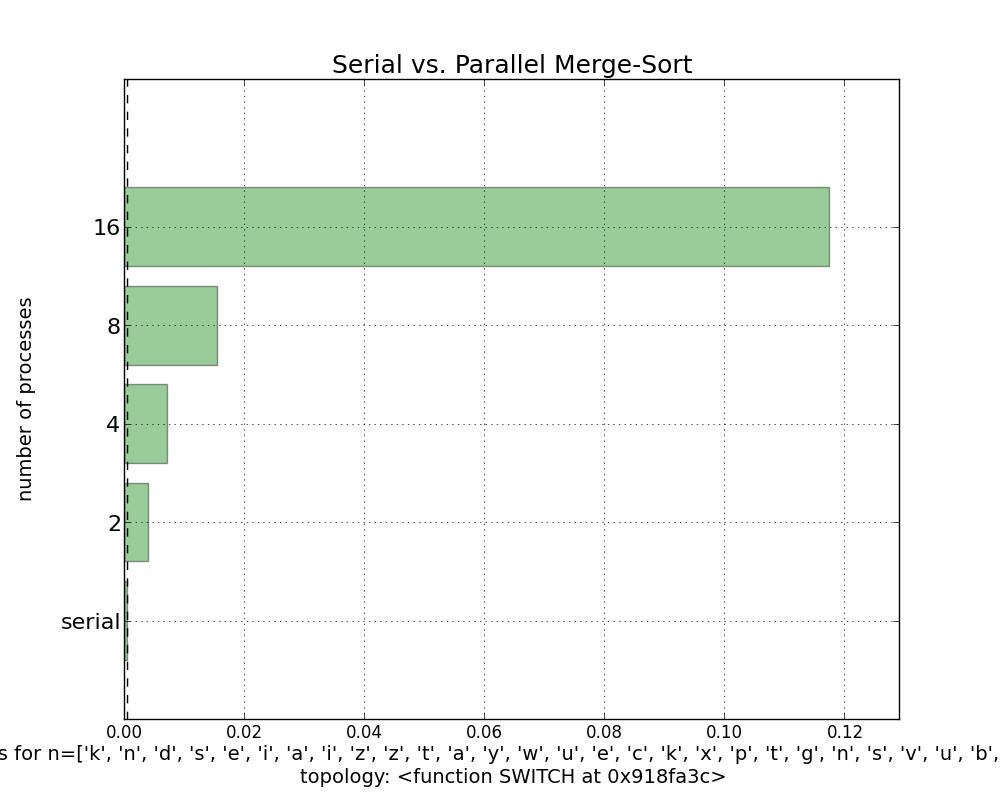 Serial vs. Parallel Merge-Sort
number of processes
16
8
4
2
serial
0.00 0.02 0.04 0.06 0.08 0.10 0.12
s for n=['k', 'n', 'd', 's', 'e', 'i', 'a', 'i', 'z', 'z', 't', 'a', 'y', 'w', 'u', 'e', 'c', 'k', 'x', 'p', 't', 'g', 'n', 's', 'v', 'u', 'b',
topology: <function SWITCH at 0x918fa3c>